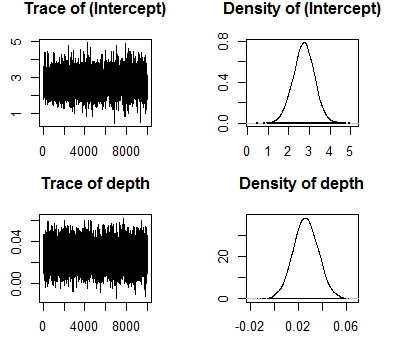 Trace of (Intercept)
Density of (Intercept)
5
3
1
0 4000 8000
0.8
0.4
0.0
0 1 2 3 4 5
Trace of depth
Density of depth
0.04
0.00
0 4000 8000
20
0
-0.02 0.02 0.06